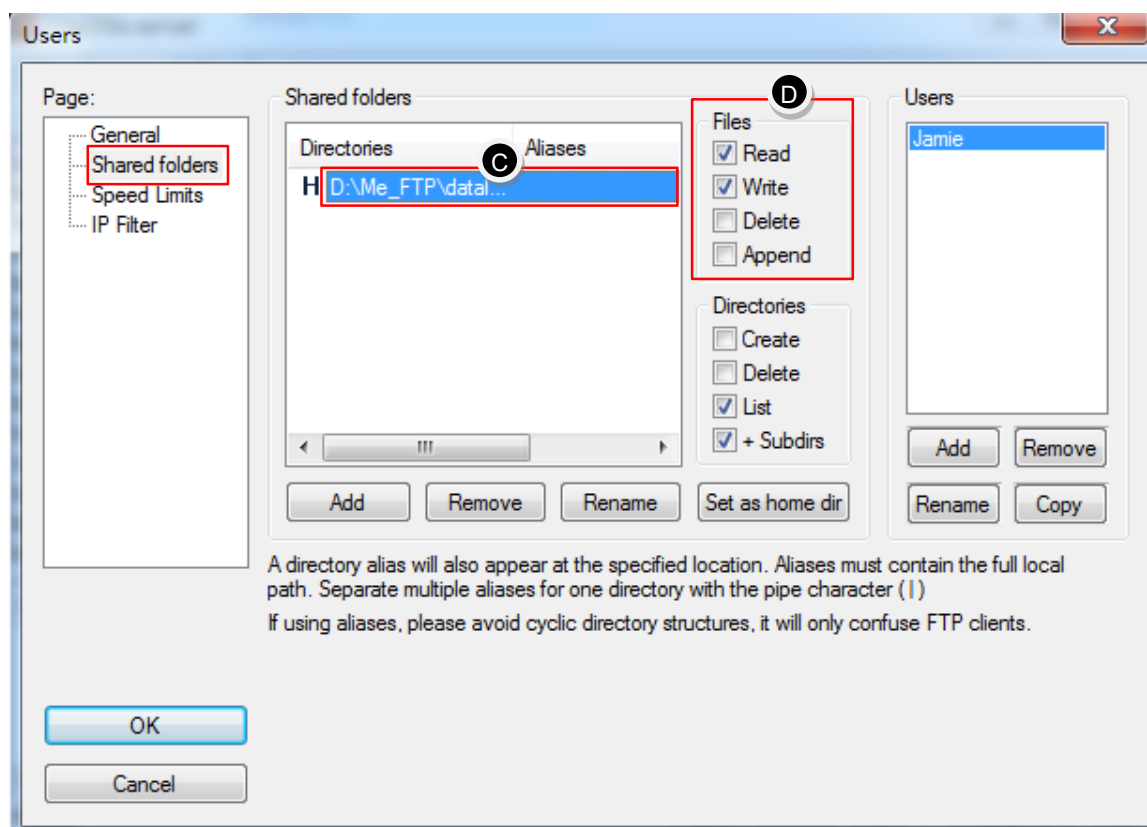 Users
Page:
General
Shared folders
Speed Limits
IP Filter
OK
Cancel
Shared folders
Directories Aliases
C
H D:\Me_FTP\datal...
Add Remove Rename Set as home dir
D
Files
Read
Write
Delete
Append
Directories
Create
Delete
List
+ Subdirs
Users
Jamie
Add Remove
Rename Copy
A directory alias will also appear at the specified location. Aliases must contain the full local
path. Separate multiple aliases for one directory with the pipe character ( | )
If using aliases, please avoid cyclic directory structures, it will only confuse FTP clients.